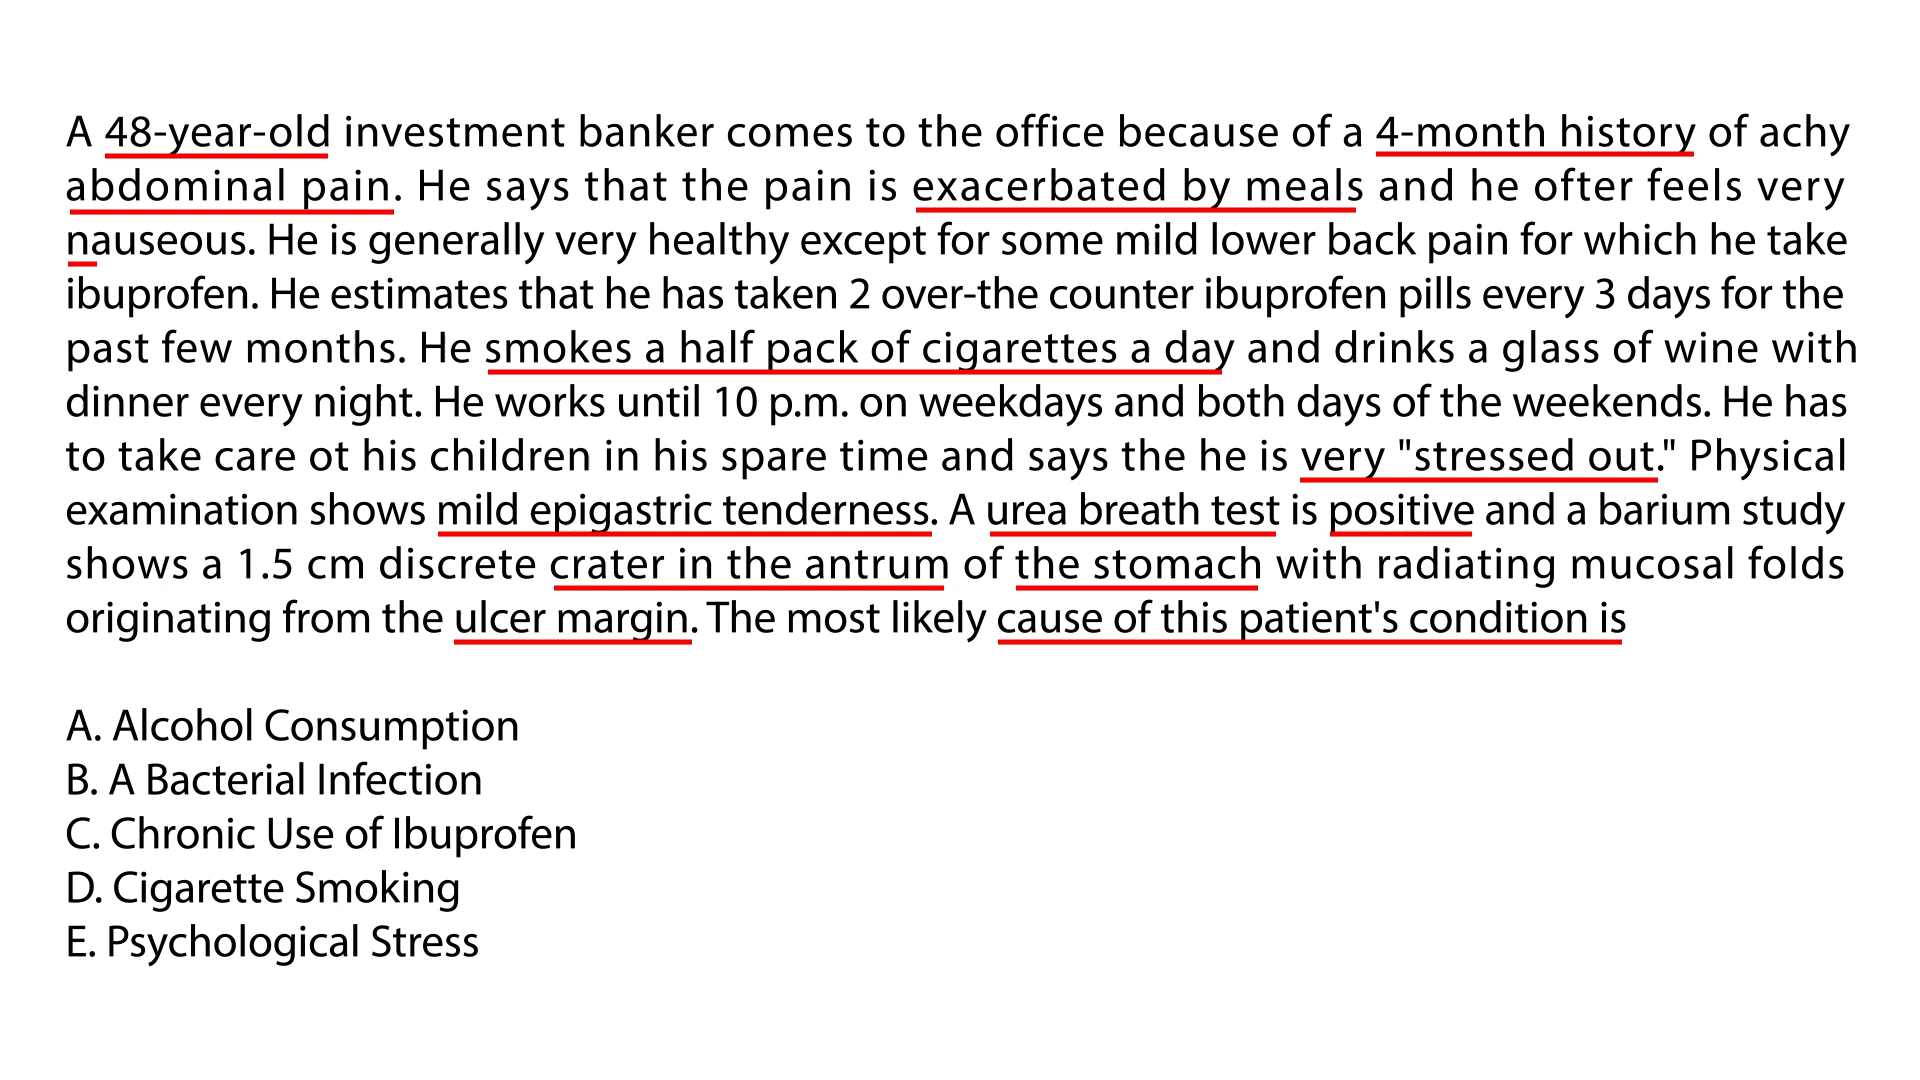 A 48-year-old investment banker comes to the office because of a 4-month history of achy
abdominal pain. He says that the pain is exacerbated by meals and he ofter feels very
nauseous. He is generally very healthy except for some mild lower back pain for which he take
ibuprofen. He estimates that he has taken 2 over-the counter ibuprofen pills every 3 days for the
past few months. He smokes a half pack of cigarettes a day and drinks a glass of wine with
dinner every night. He works until 10 p.m. on weekdays and both days of the weekends. He has
to take care ot his children in his spare time and says the he is very "stressed out." Physical
examination shows mild epigastric tenderness. A urea breath test is positive and a barium study
shows a 1.5 cm discrete crater in the antrum of the stomach with radiating mucosal folds
originating from the ulcer margin. The most likely cause of this patient's condition is
A. Alcohol Consumption
B. A Bacterial Infection
C. Chronic Use of Ibuprofen
D. Cigarette Smoking
E. Psychological Stress